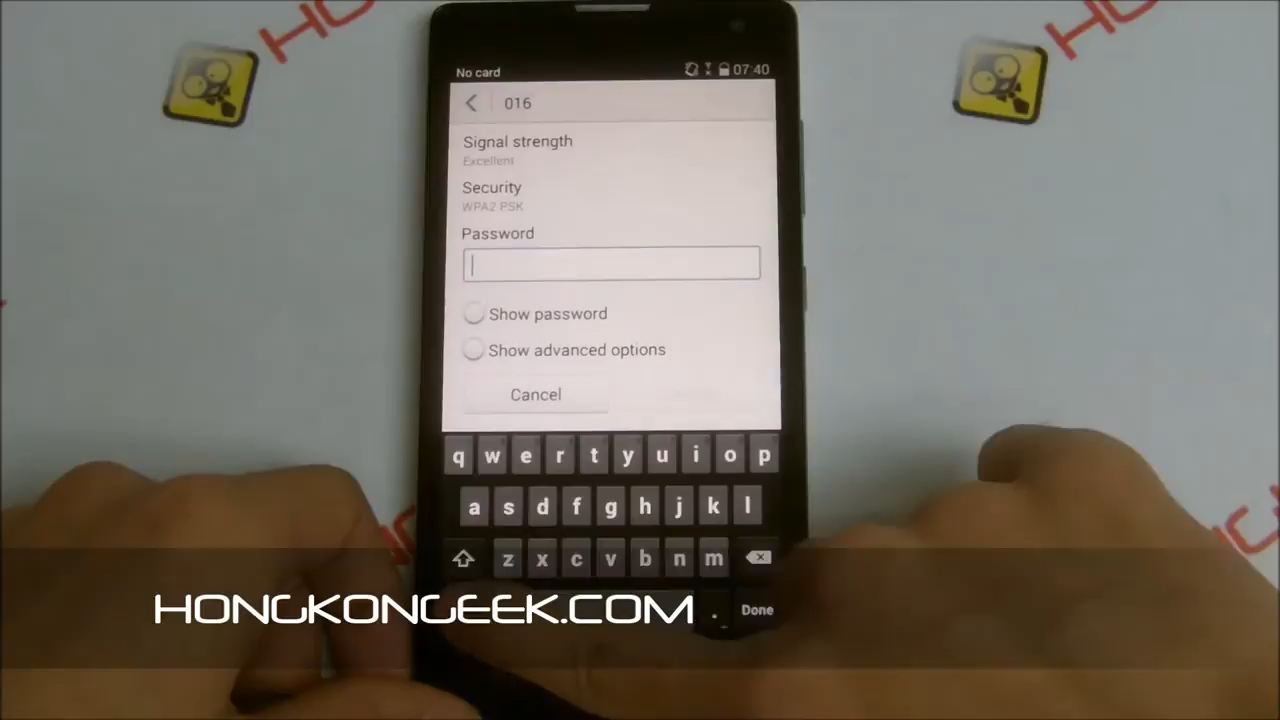 No card 07:40
016
Signal strength
Excellent
Security
WPA2 PSK
Password
Show password
Show advanced options
Cancel
q w e r t y u i o p
a s d f g h j k l
z x c v b n m
. Done
HONGKONGEEK.COM